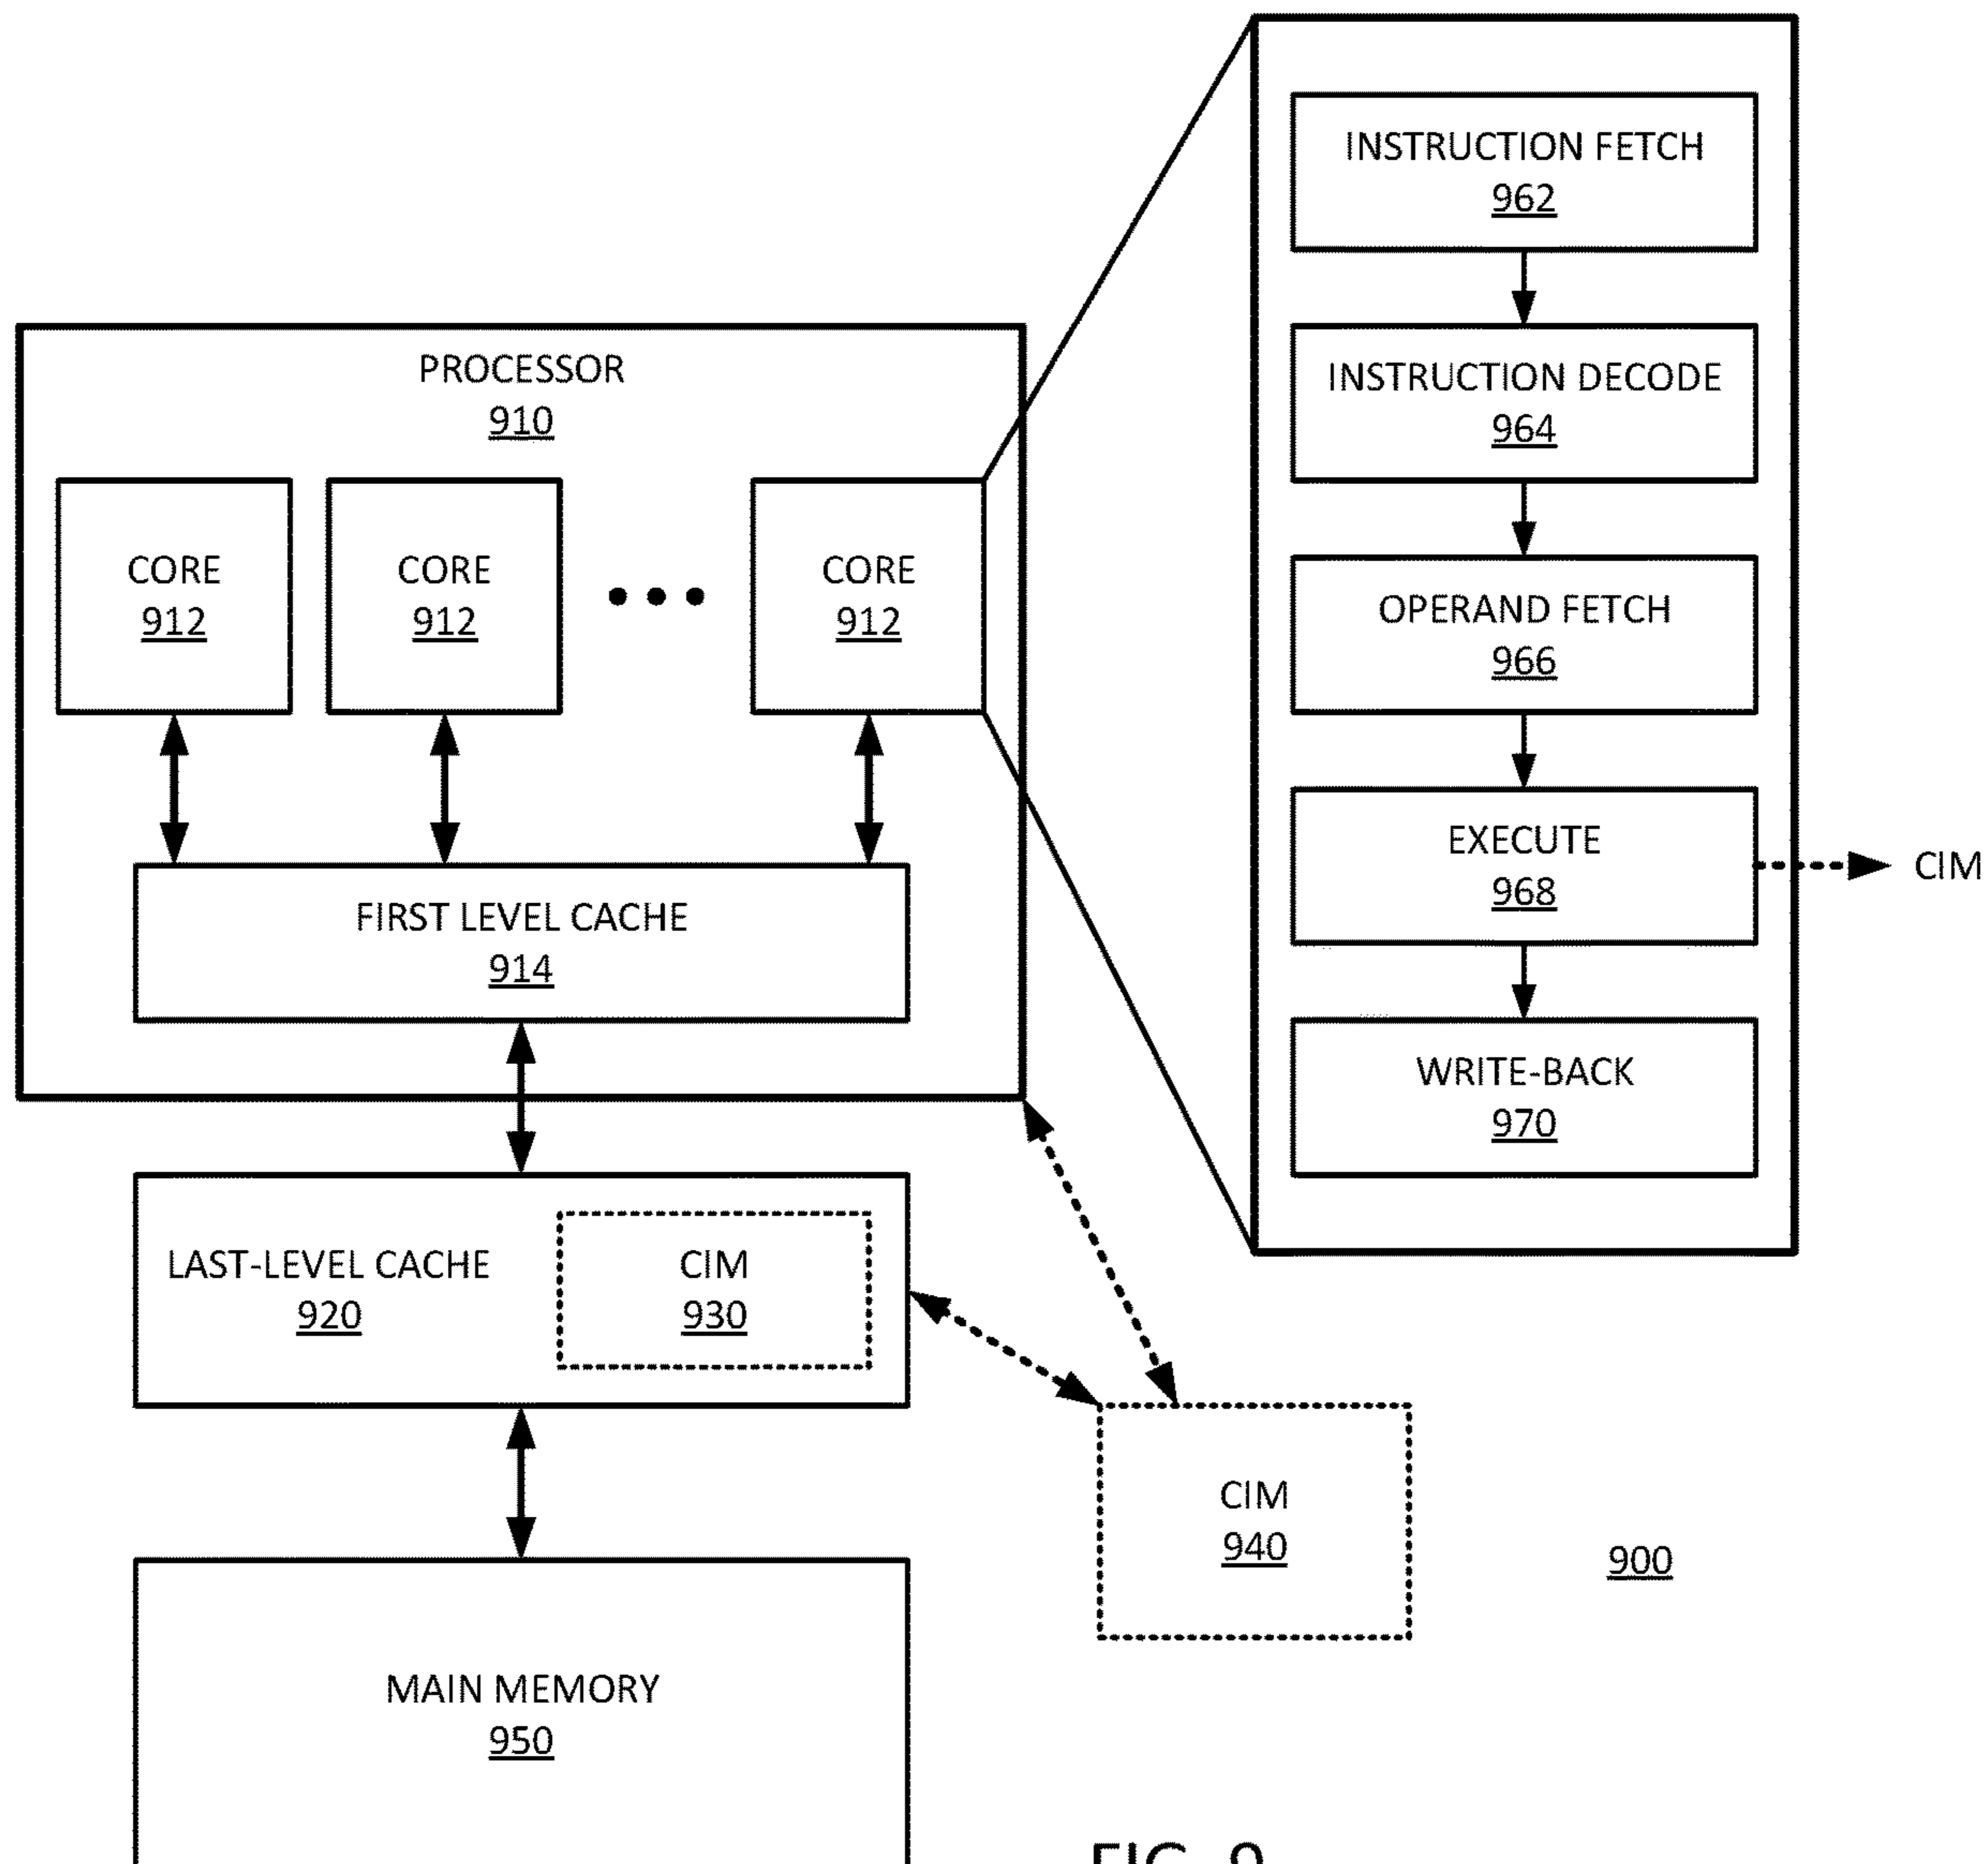 PROCESSOR
910
CORE
912
CORE
912
CORE
912
FIRST LEVEL CACHE
914
LAST-LEVEL CACHE
920
CIM
930
MAIN MEMORY
950
INSTRUCTION FETCH
962
INSTRUCTION DECODE
964
OPERAND FETCH
966
EXECUTE
968
CIM
WRITE-BACK
970
CIM
940
900
FIG. 9